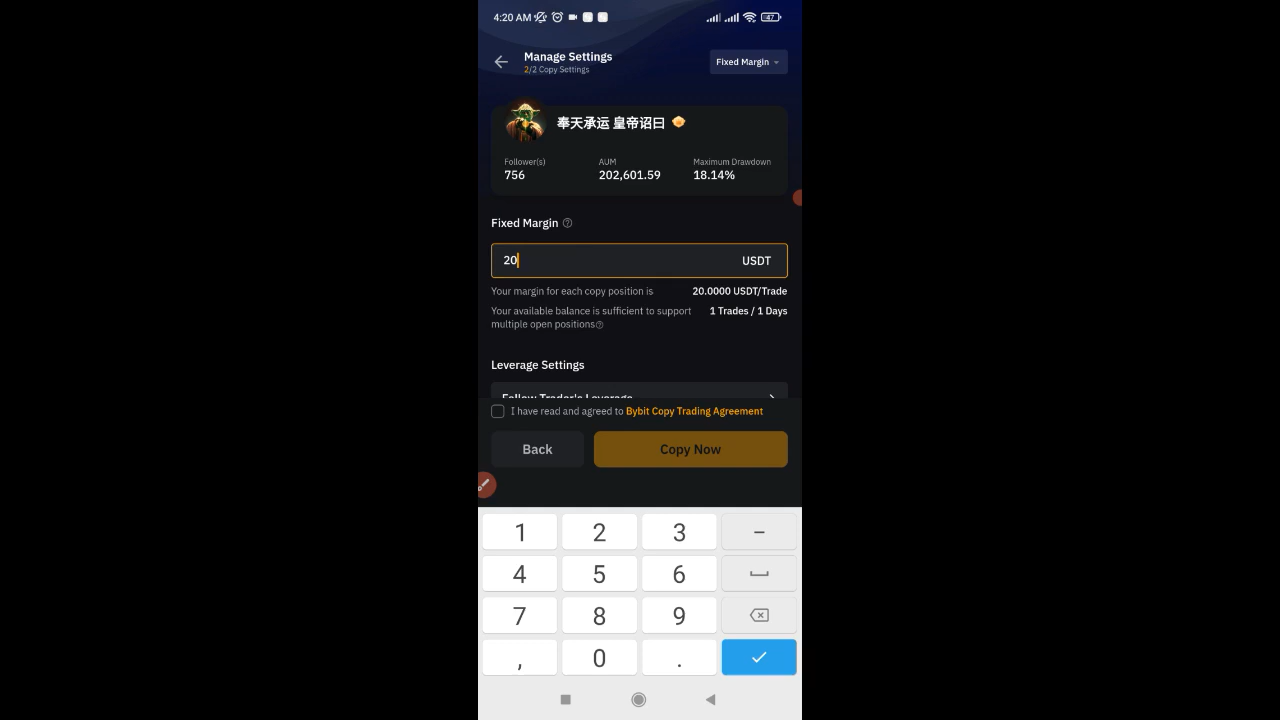 4:20 AM
47
Manage Settings
2/2 Copy Settings
Fixed Margin
奉天承运 皇帝诏曰
Follower(s) AUM Maximum Drawdown
756 202,601.59 18.14%
Fixed Margin
20 USDT
Your margin for each copy position is 20.0000 USDT/Trade
Your available balance is sufficient to support 1 Trades / 1 Days
multiple open positions
Leverage Settings
Follow Trader's Leverage
I have read and agreed to Bybit Copy Trading Agreement
Back Copy Now
1 2 3 –
4 5 6
7 8 9
, 0 .